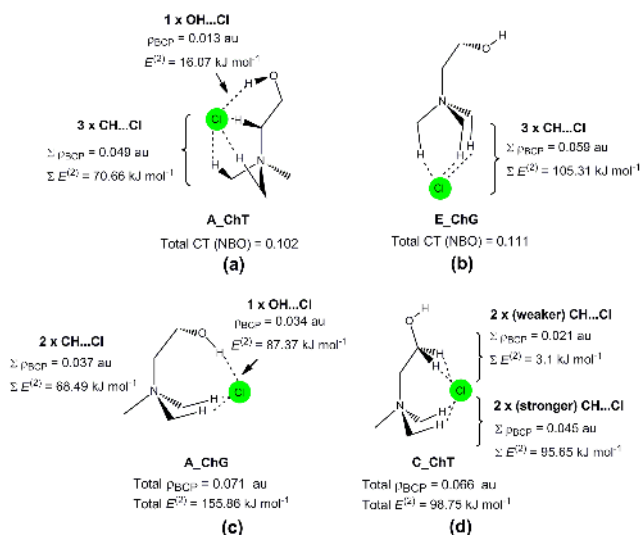 1 x OH...Cl
ρBCP = 0.013 au
E(2) = 16.07 kJ mol-1
H
O
Cl
H
N
H
H
3 x CH...Cl
Σ ρBCP = 0.049 au
Σ E(2) = 70.66 kJ mol-1
A_ChT
Total CT (NBO) = 0.102
(a)
H
O
N
H
H
H
Cl
3 x CH...Cl
Σ ρBCP = 0.059 au
Σ E(2) = 105.31 kJ mol-1
E_ChG
Total CT (NBO) = 0.111
(b)
1 x OH...Cl
ρBCP = 0.034 au
E(2) = 87.37 kJ mol-1
2 x CH...Cl
Σ ρBCP = 0.037 au
Σ E(2) = 68.49 kJ mol-1
O
H
Cl
N
H
H
A_ChG
Total ρBCP = 0.071 au
Total E(2) = 155.86 kJ mol-1
(c)
H
O
H
H
Cl
N
H
H
2 x (weaker) CH...Cl
Σ ρBCP = 0.021 au
Σ E(2) = 3.1 kJ mol-1
2 x (stronger) CH...Cl
Σ ρBCP = 0.045 au
Σ E(2) = 95.65 kJ mol-1
C_ChT
Total ρBCP = 0.066 au
Total E(2) = 98.75 kJ mol-1
(d)